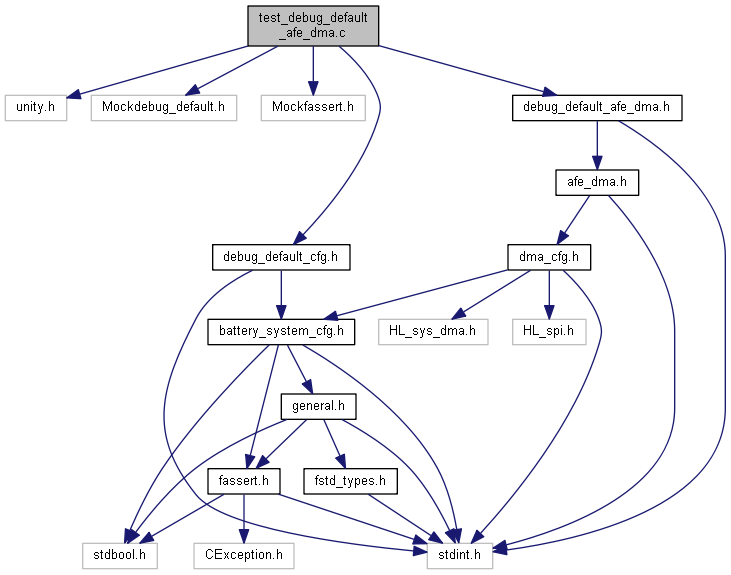 test_debug_default
_afe_dma.c
unity.h
Mockdebug_default.h
Mockfassert.h
debug_default_afe_dma.h
afe_dma.h
debug_default_cfg.h
dma_cfg.h
battery_system_cfg.h
HL_sys_dma.h
HL_spi.h
general.h
fassert.h
fstd_types.h
stdbool.h
CException.h
stdint.h